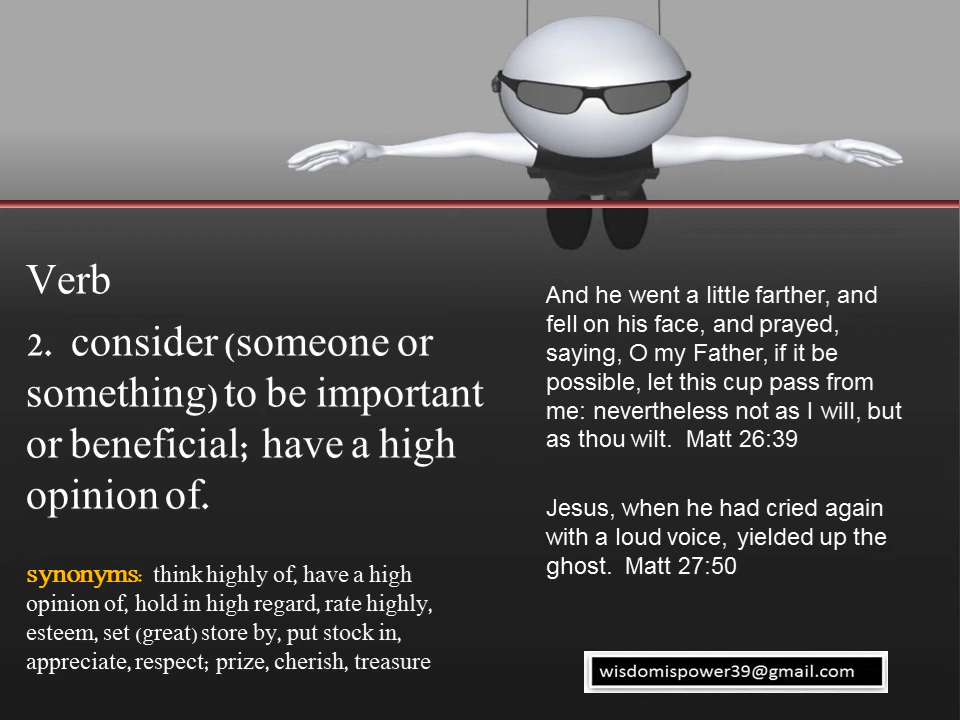 Verb
2. consider (someone or
something) to be important
or beneficial; have a high
opinion of.
synonyms: think highly of, have a high
opinion of, hold in high regard, rate highly,
esteem, set (great) store by, put stock in,
appreciate, respect; prize, cherish, treasure
And he went a little farther, and
fell on his face, and prayed,
saying, O my Father, if it be
possible, let this cup pass from
me: nevertheless not as I will, but
as thou wilt. Matt 26:39
Jesus, when he had cried again
with a loud voice, yielded up the
ghost. Matt 27:50
wisdomispower39@gmail.com